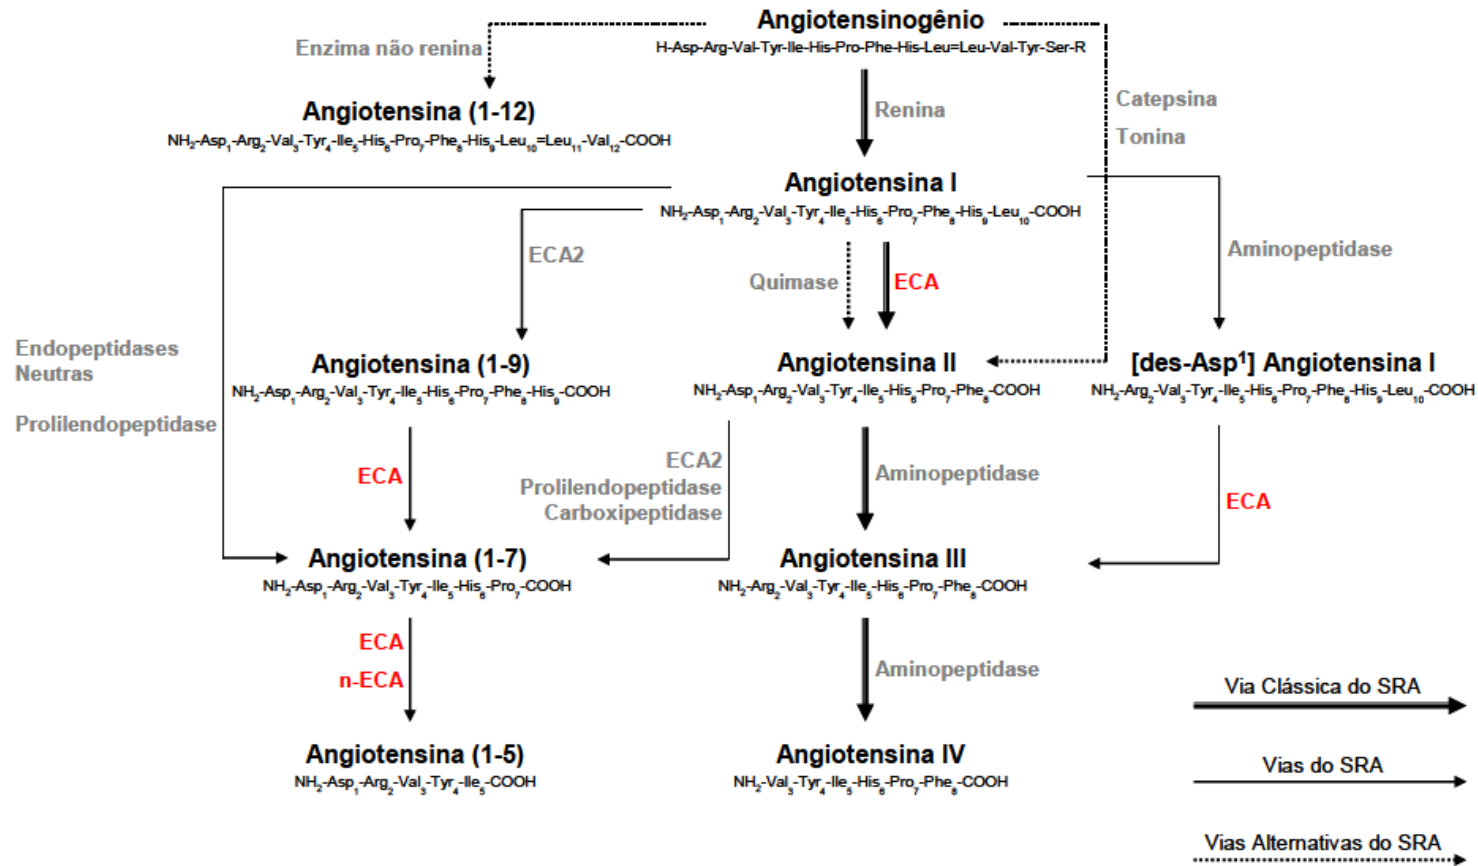 Angiotensinogênio
H-Asp-Arg-Val-Tyr-Ile-His-Pro-Phe-His-Leu=Leu-Val-Tyr-Ser-R
Enzima não renina
Angiotensina (1-12)
NH₂-Asp₁-Arg₂-Val₃-Tyr₄-Ile₅-His₆-Pro₇-Phe₈-His₉-Leu₁₀=Leu₁₁-Val₁₂-COOH
Renina
Catepsina
Tonina
Angiotensina I
NH₂-Asp₁-Arg₂-Val₃-Tyr₄-Ile₅-His₆-Pro₇-Phe₈-His₉-Leu₁₀-COOH
ECA2
Quimase
ECA
Aminopeptidase
Endopeptidases
Neutras
Prolilendopeptidase
Angiotensina (1-9)
NH₂-Asp₁-Arg₂-Val₃-Tyr₄-Ile₅-His₆-Pro₇-Phe₈-His₉-COOH
Angiotensina II
NH₂-Asp₁-Arg₂-Val₃-Tyr₄-Ile₅-His₆-Pro₇-Phe₈-COOH
[des-Asp¹] Angiotensina I
NH₂-Arg₂-Val₃-Tyr₄-Ile₅-His₆-Pro₇-Phe₈-His₉-Leu₁₀-COOH
ECA
ECA2
Prolilendopeptidase
Carboxipeptidase
Aminopeptidase
ECA
Angiotensina (1-7)
NH₂-Asp₁-Arg₂-Val₃-Tyr₄-Ile₅-His₆-Pro₇-COOH
Angiotensina III
NH₂-Arg₂-Val₃-Tyr₄-Ile₅-His₆-Pro₇-Phe₈-COOH
ECA
n-ECA
Aminopeptidase
Angiotensina (1-5)
NH₂-Asp₁-Arg₂-Val₃-Tyr₄-Ile₅-COOH
Angiotensina IV
NH₂-Val₃-Tyr₄-Ile₅-His₆-Pro₇-Phe₈-COOH
Via Clássica do SRA
Vias do SRA
Vias Alternativas do SRA